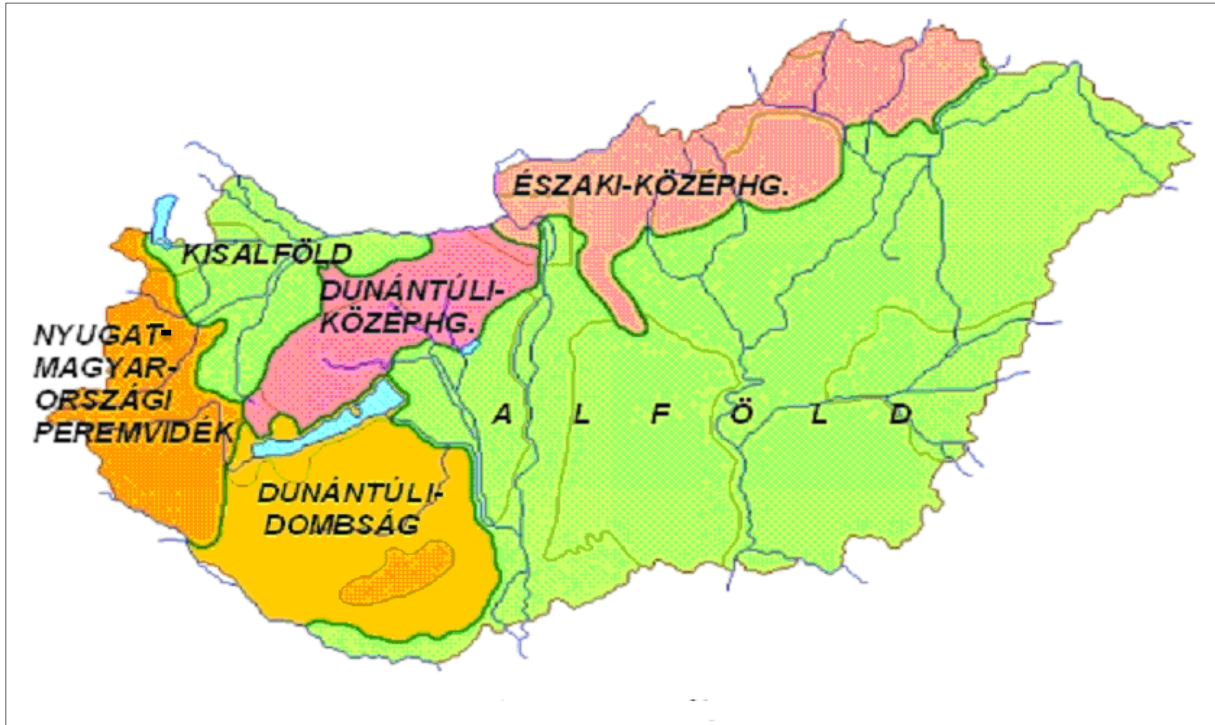 ÉSZAKI-KÖZÉPHG.
KISALFÖLD
DUNÁNTÚLI-
KÖZÉPHG.
NYUGAT-
MAGYAR-
ORSZÁGI
PEREMVIDÉK
A L F Ö L D
DUNÁNTÚLI-
DOMBSÁG